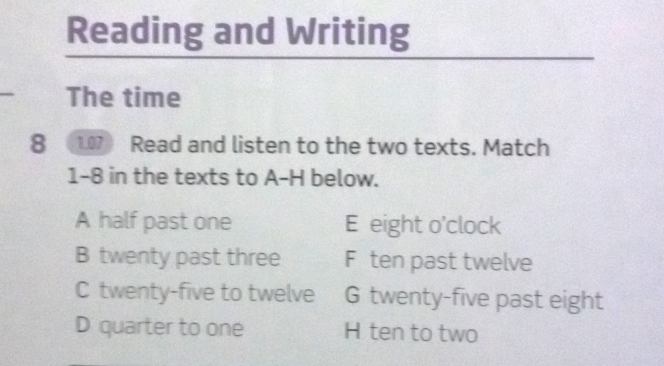 Reading and Writing
The time
8 1.07 Read and listen to the two texts. Match
1–8 in the texts to A–H below.
A half past one
B twenty past three
C twenty-five to twelve
D quarter to one
E eight o'clock
F ten past twelve
G twenty-five past eight
H ten to two